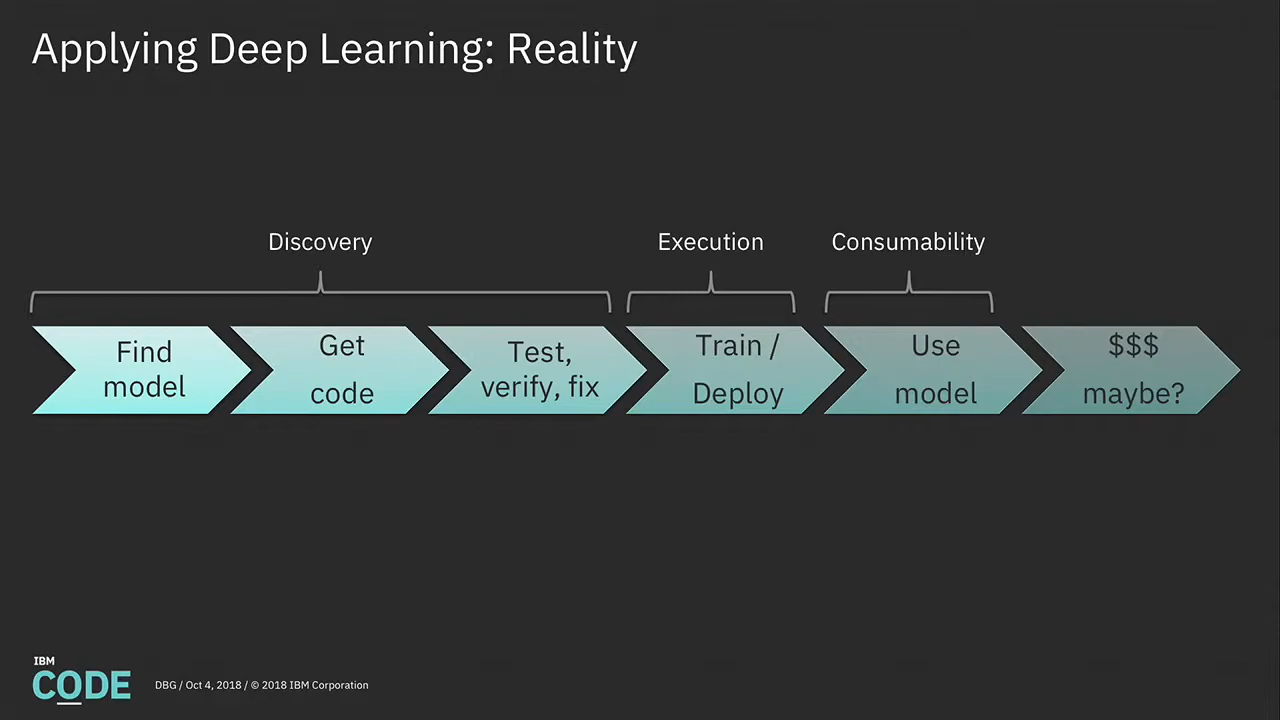 Applying Deep Learning: Reality
Discovery
Execution
Consumability
Find
model
Get
code
Test,
verify, fix
Train /
Deploy
Use
model
$$$
maybe?
IBM
CODE
DBG / Oct 4, 2018 / © 2018 IBM Corporation